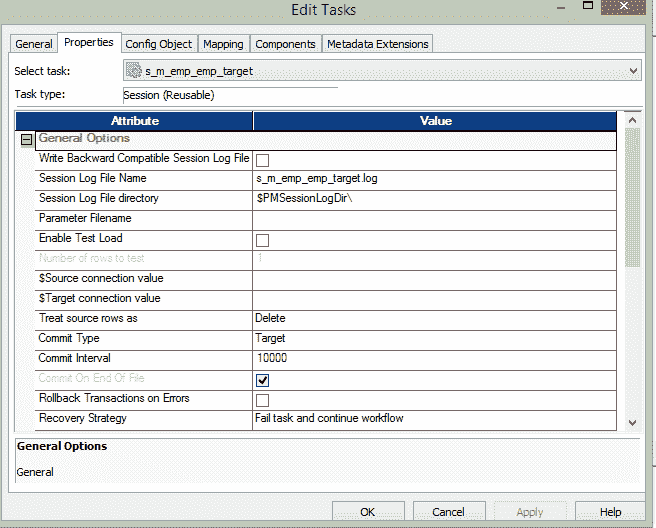 Edit Tasks
General Properties Config Object Mapping Components Metadata Extensions
Select task: s_m_emp_emp_target
Task type: Session (Reusable)
Attribute Value
General Options
Write Backward Compatible Session Log File
Session Log File Name s_m_emp_emp_target.log
Session Log File directory $PMSessionLogDir\
Parameter Filename
Enable Test Load
Number of rows to test 1
$Source connection value
$Target connection value
Treat source rows as Delete
Commit Type Target
Commit Interval 10000
Commit On End Of File
Rollback Transactions on Errors
Recovery Strategy Fail task and continue workflow
General Options
General
OK Cancel Apply Help